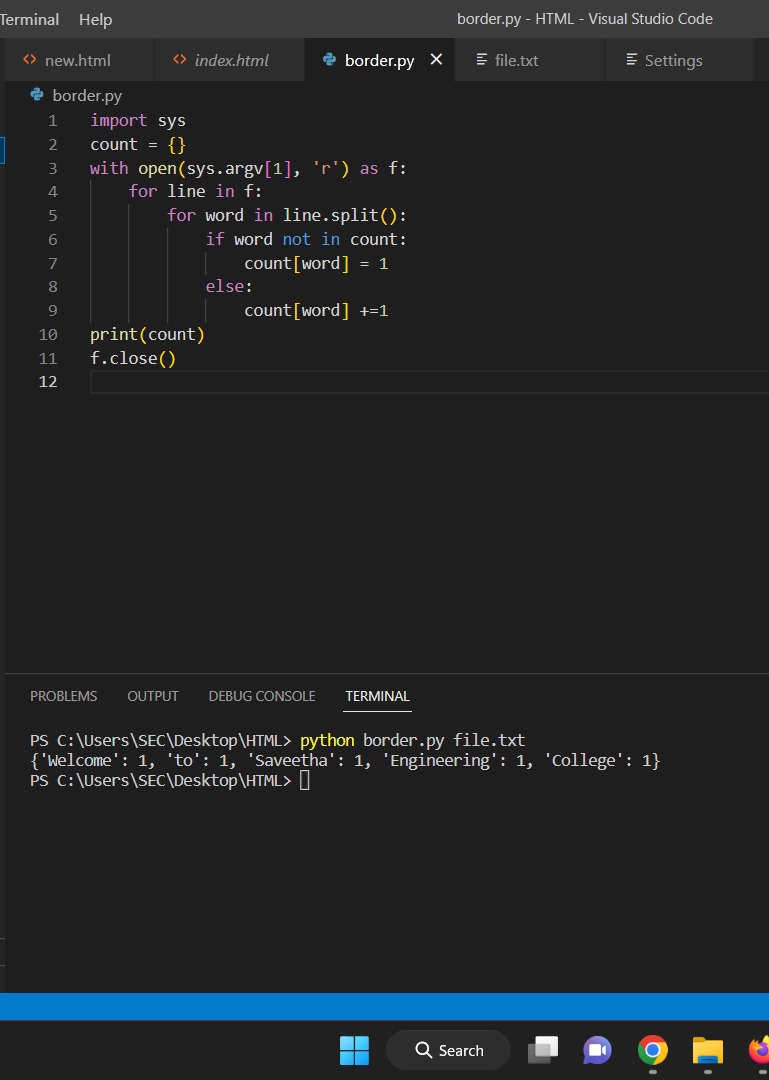 Terminal Help border.py - HTML - Visual Studio Code
new.html index.html border.py file.txt Settings
border.py
1 import sys
2 count = {}
3 with open(sys.argv[1], 'r') as f:
4     for line in f:
5         for word in line.split():
6             if word not in count:
7                 count[word] = 1
8             else:
9                 count[word] +=1
10 print(count)
11 f.close()
12
PROBLEMS OUTPUT DEBUG CONSOLE TERMINAL
PS C:\Users\SEC\Desktop\HTML> python border.py file.txt
{'Welcome': 1, 'to': 1, 'Saveetha': 1, 'Engineering': 1, 'College': 1}
PS C:\Users\SEC\Desktop\HTML>
Search